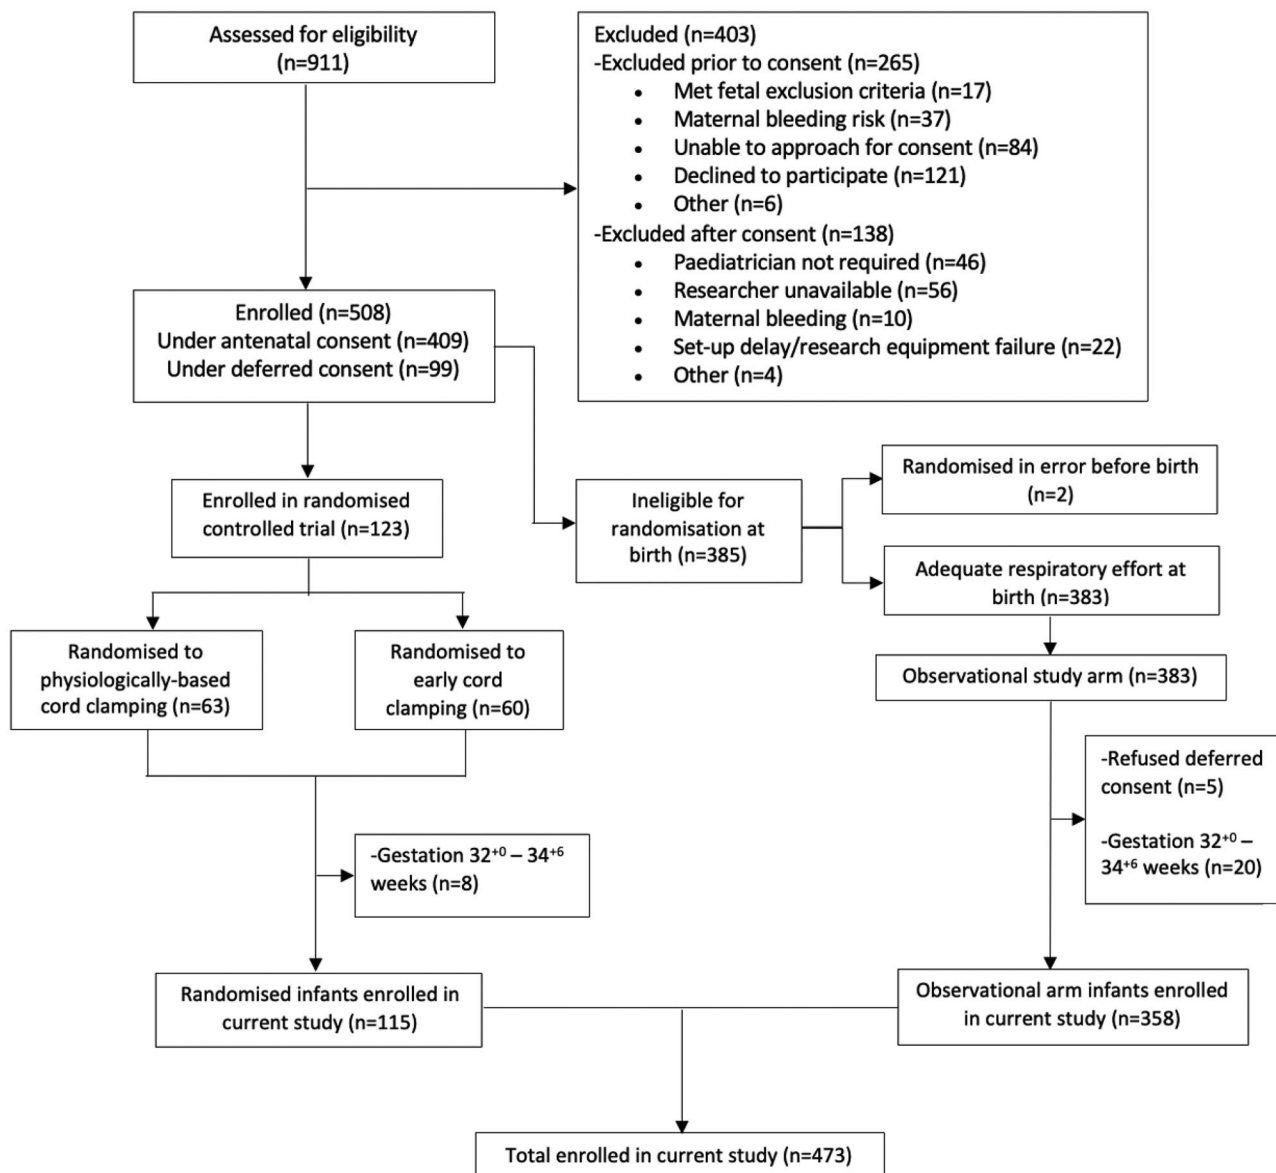 Assessed for eligibility
(n=911)
Excluded (n=403)
-Excluded prior to consent (n=265)
• Met fetal exclusion criteria (n=17)
• Maternal bleeding risk (n=37)
• Unable to approach for consent (n=84)
• Declined to participate (n=121)
• Other (n=6)
-Excluded after consent (n=138)
• Paediatrician not required (n=46)
• Researcher unavailable (n=56)
• Maternal bleeding (n=10)
• Set-up delay/research equipment failure (n=22)
• Other (n=4)
Enrolled (n=508)
Under antenatal consent (n=409)
Under deferred consent (n=99)
Enrolled in randomised
controlled trial (n=123)
Ineligible for
randomisation at
birth (n=385)
Randomised in error before birth
(n=2)
Adequate respiratory effort at
birth (n=383)
Randomised to
physiologically-based
cord clamping (n=63)
Randomised to
early cord
clamping (n=60)
Observational study arm (n=383)
-Refused deferred
consent (n=5)
-Gestation 32⁺⁰ –
34⁺⁶ weeks (n=20)
-Gestation 32⁺⁰ – 34⁺⁶
weeks (n=8)
Randomised infants enrolled in
current study (n=115)
Observational arm infants enrolled
in current study (n=358)
Total enrolled in current study (n=473)